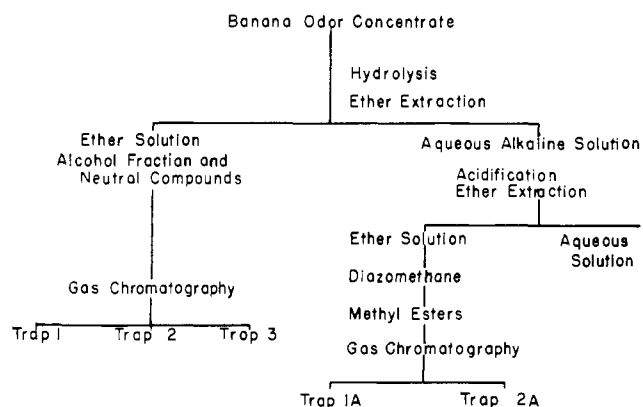 Banana Odor Concentrate
Hydrolysis
Ether Extraction
Ether Solution
Alcohol Fraction and
Neutral Compounds
Aqueous Alkaline Solution
Acidification
Ether Extraction
Ether Solution
Aqueous
Solution
Diazomethane
Gas Chromatography
Methyl Esters
Trap 1
Trap 2
Trap 3
Gas Chromatography
Trap 1A
Trap 2A